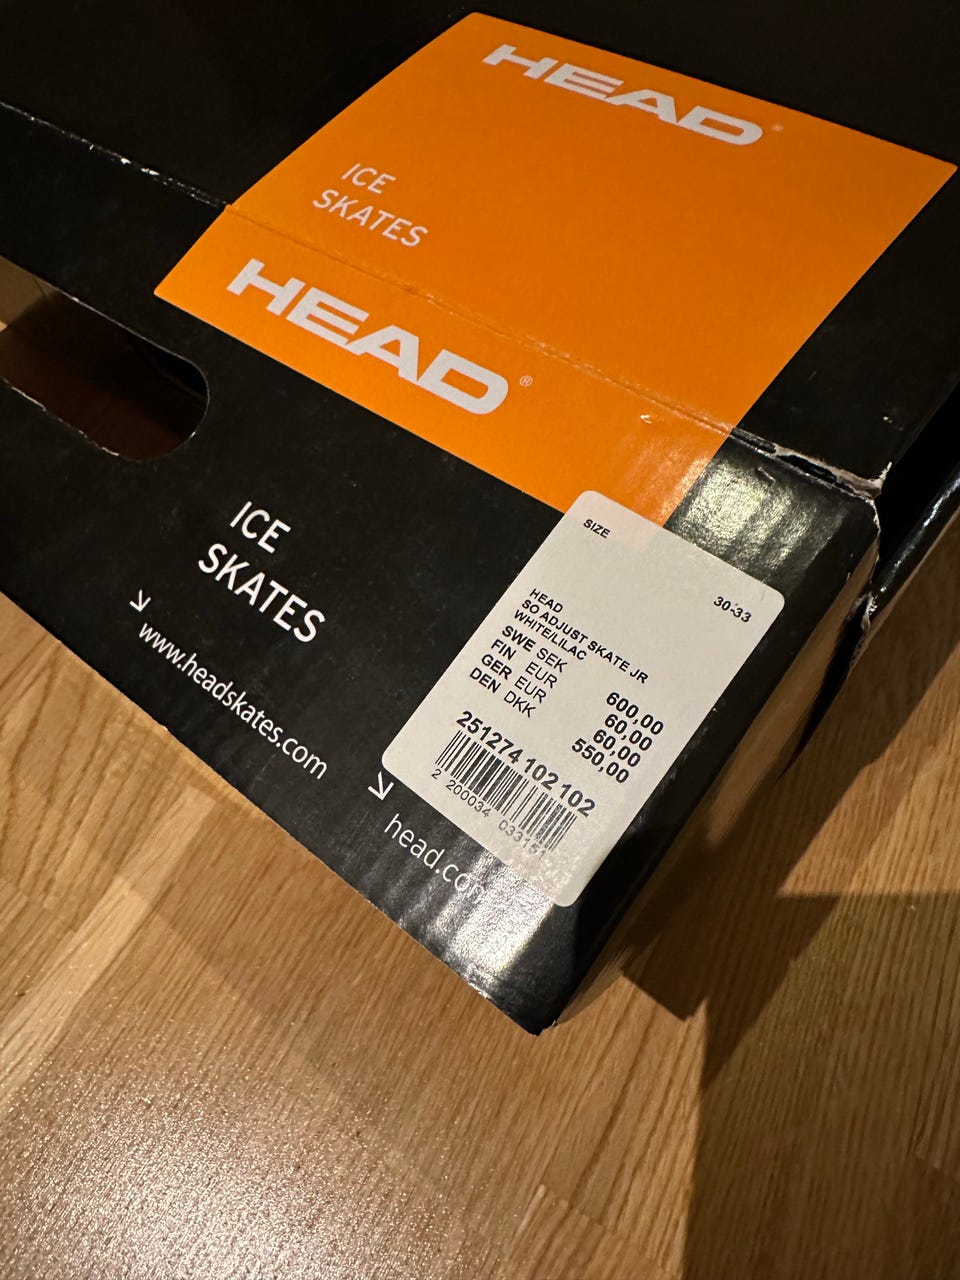 HEAD®
ICE
SKATES
HEAD®
ICE
SKATES
www.headskates.com
head.com
SIZE
30-33
HEAD
SO ADJUST SKATE JR
WHITE/LILAC
SWE SEK 600,00
FIN EUR 60,00
GER EUR 60,00
DEN DKK 550,00
251274 102 102
2 200034